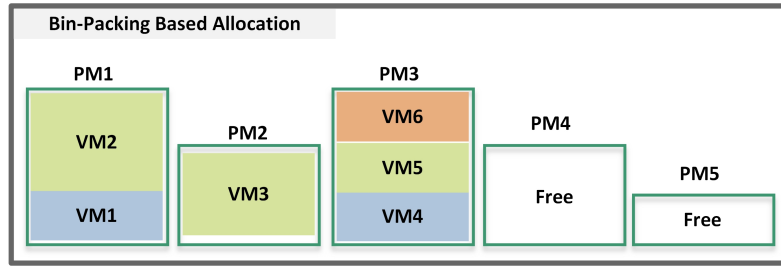 Bin-Packing Based Allocation
PM1
PM2
PM3
PM4
PM5
VM2
VM1
VM3
VM6
VM5
VM4
Free
Free